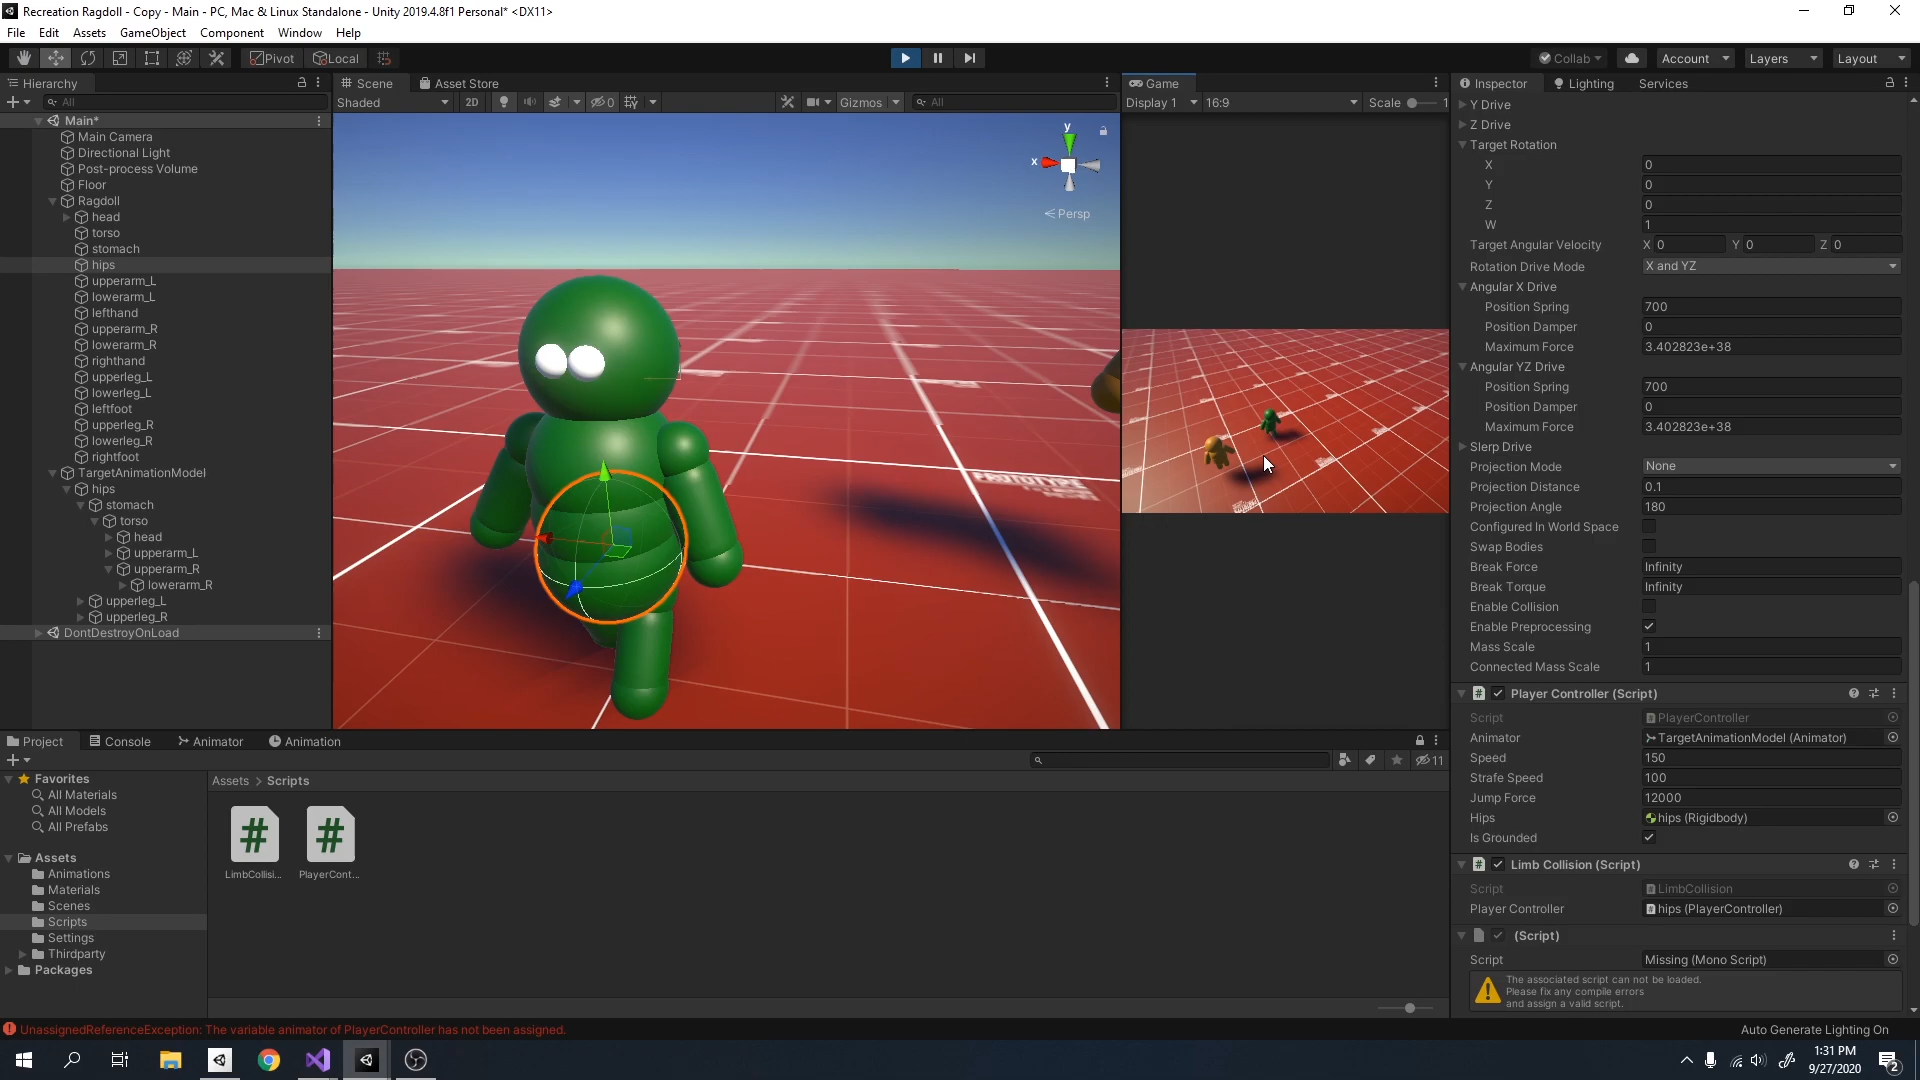 Recreation Ragdoll - Copy - Main - PC, Mac & Linux Standalone - Unity 2019.4.8f1 Personal* <DX11>
File Edit Assets GameObject Component Window Help
Pivot Local Collab Account Layers Layout
Hierarchy
All
Main*
Main Camera
Directional Light
Post-process Volume
Floor
Ragdoll
head
torso
stomach
hips
upperarm_L
lowerarm_L
lefthand
upperarm_R
lowerarm_R
righthand
upperleg_L
lowerleg_L
leftfoot
upperleg_R
lowerleg_R
rightfoot
TargetAnimationModel
hips
stomach
torso
head
upperarm_L
upperarm_R
lowerarm_R
upperleg_L
upperleg_R
DontDestroyOnLoad
Scene Asset Store
Shaded 2D 0 Gizmos All
y
x
Persp
PROTOTYPE
Game
Display 1 16:9 Scale 1
Inspector Lighting Services
Y Drive
Z Drive
Target Rotation
X 0
Y 0
Z 0
W 1
Target Angular Velocity X 0 Y 0 Z 0
Rotation Drive Mode X and YZ
Angular X Drive
Position Spring 700
Position Damper 0
Maximum Force 3.402823e+38
Angular YZ Drive
Position Spring 700
Position Damper 0
Maximum Force 3.402823e+38
Slerp Drive
Projection Mode None
Projection Distance 0.1
Projection Angle 180
Configured In World Space
Swap Bodies
Break Force Infinity
Break Torque Infinity
Enable Collision
Enable Preprocessing
Mass Scale 1
Connected Mass Scale 1
# Player Controller (Script)
Script PlayerController
Animator TargetAnimationModel (Animator)
Speed 150
Strafe Speed 100
Jump Force 12000
Hips hips (Rigidbody)
Is Grounded
# Limb Collision (Script)
Script LimbCollision
Player Controller hips (PlayerController)
(Script)
Script Missing (Mono Script)
The associated script can not be loaded.
Please fix any compile errors
and assign a valid script.
Project Console Animator Animation
11
Favorites
All Materials
All Models
All Prefabs
Assets
Animations
Materials
Scenes
Scripts
Settings
Thirdparty
Packages
Assets > Scripts
# #
LimbCollisi... PlayerCont...
UnassignedReferenceException: The variable animator of PlayerController has not been assigned.
Auto Generate Lighting On
1:31 PM
9/27/2020
2